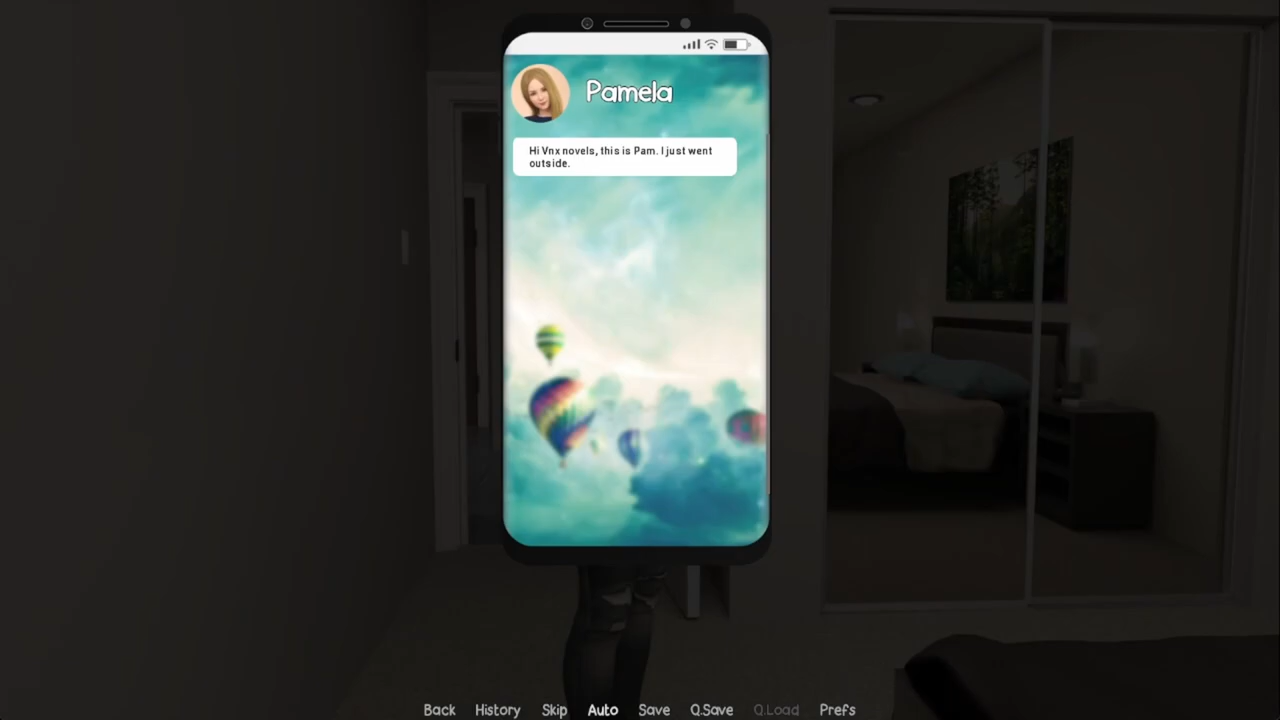 Pamela
Hi Vnx novels, this is Pam. I just went
outside.
Back History Skip Auto Save Q.Save Q.Load Prefs